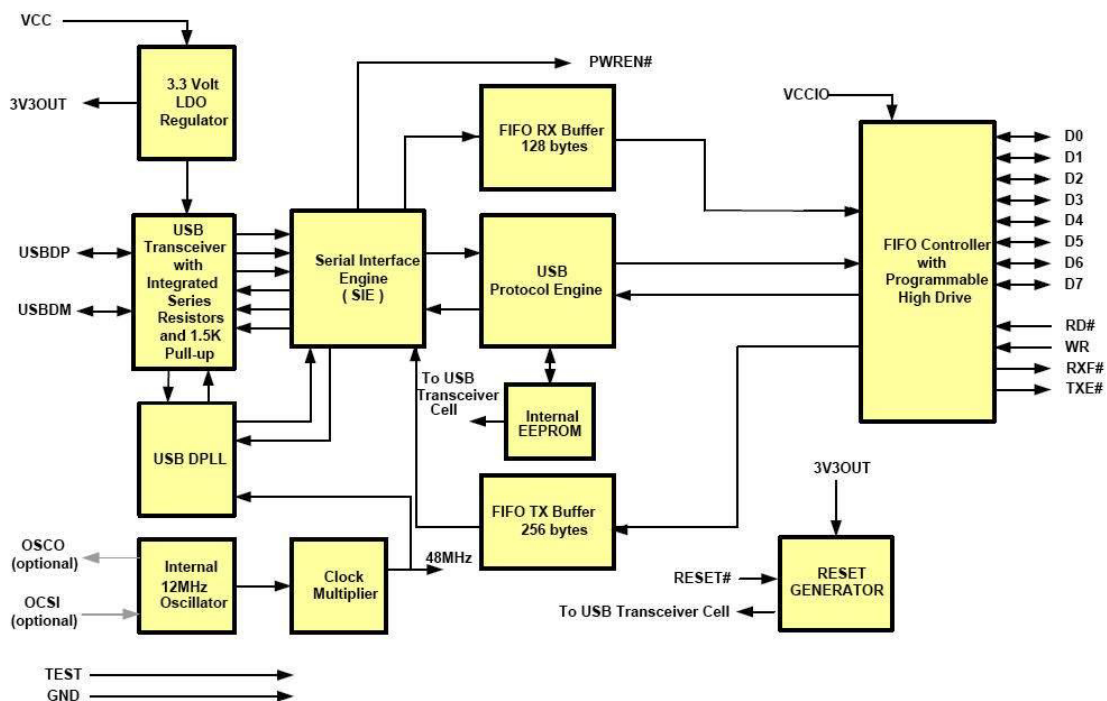 VCC
3.3 Volt
LDO
Regulator
3V3OUT
PWREN#
FIFO RX Buffer
128 bytes
VCCIO
FIFO Controller
with
Programmable
High Drive
D0
D1
D2
D3
D4
D5
D6
D7
RD#
WR
RXF#
TXE#
USBDP
USBDM
USB
Transceiver
with
Integrated
Series
Resistors
and 1.5K
Pull-up
Serial Interface
Engine
( SIE )
USB
Protocol Engine
To USB
Transceiver
Cell
Internal
EEPROM
USB DPLL
FIFO TX Buffer
256 bytes
3V3OUT
RESET#
RESET
GENERATOR
To USB Transceiver Cell
OSCO
(optional)
OCSI
(optional)
Internal
12MHz
Oscillator
Clock
Multiplier
48MHz
TEST
GND